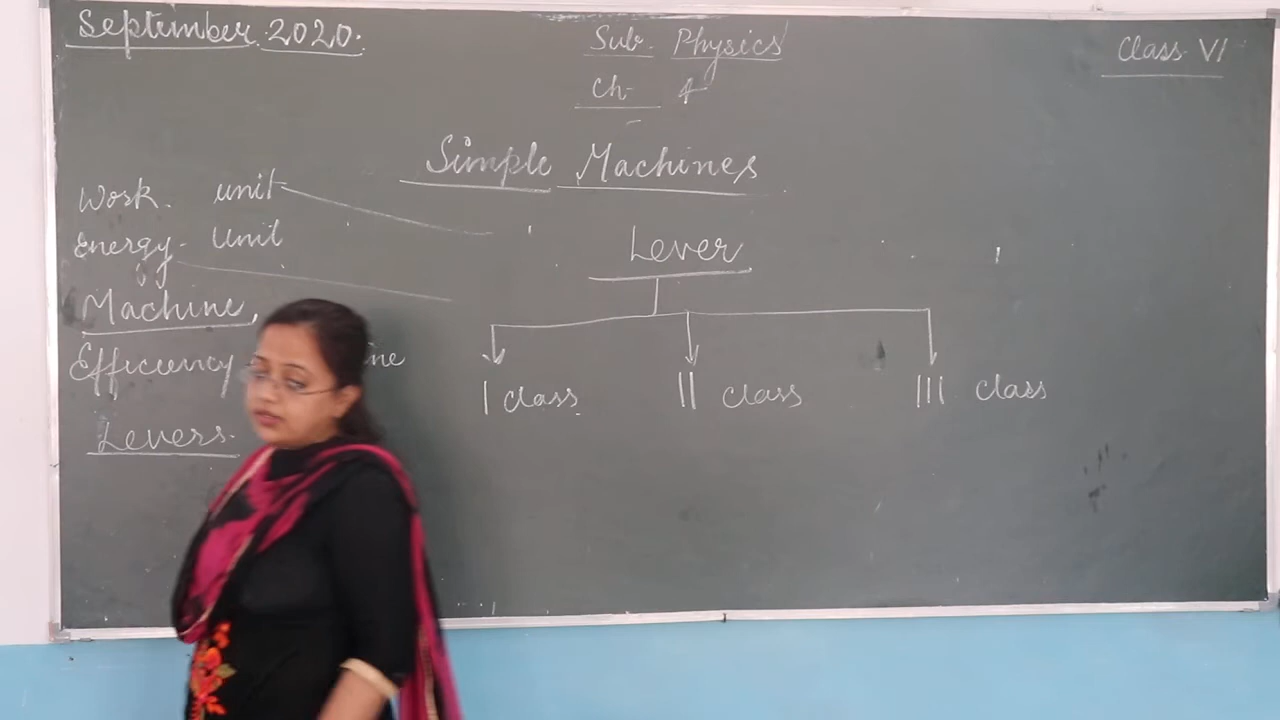 September 2020.
Sub. Physics
Class VI
Ch 4
Simple Machines
Work. unit
Energy - Unit
Machine,
Efficiency
Levers.
Lever
I class
II class
III class